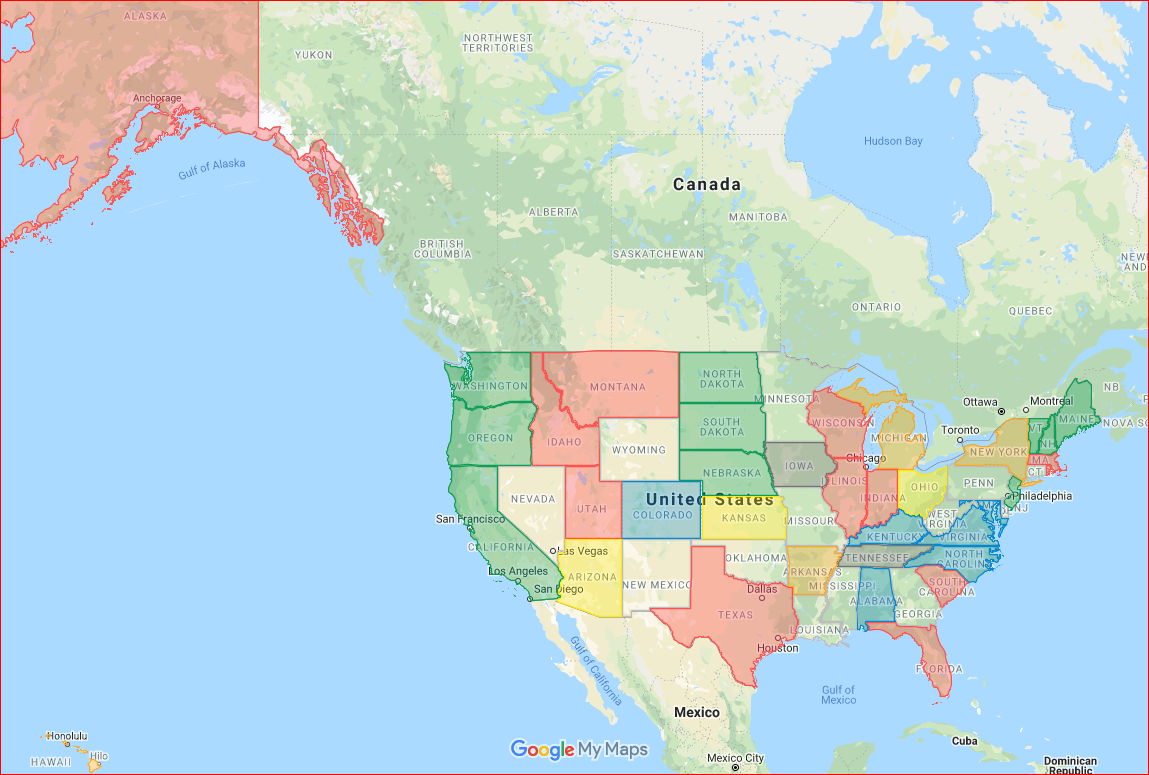 ALASKA
NORTHWEST
TERRITORIES
YUKON
Anchorage
Hudson Bay
Gulf of Alaska
Canada
ALBERTA
MANITOBA
BRITISH
COLUMBIA
SASKATCHEWAN
NEW
AND
ONTARIO
QUEBEC
WASHINGTON
MONTANA
NORTH
DAKOTA
MINNESOTA
Ottawa
Montreal
NB
MAINE
NOVA SC
VT
NH
OREGON
IDAHO
SOUTH
DAKOTA
WISCONSIN
MICHIGAN
Toronto
NEW YORK
WYOMING
IOWA
Chicago
MA
CT
RI
NEBRASKA
ILLINOIS
INDIANA
OHIO
PENN
Philadelphia
NJ
NEVADA
United States
UTAH
COLORADO
KANSAS
MISSOURI
WEST
VIRGINIA
MD
San Francisco
KENTUCKY
VIRGINIA
CALIFORNIA
Las Vegas
OKLAHOMA
TENNESSEE
NORTH
CAROLINA
Los Angeles
ARIZONA
NEW MEXICO
ARKANSAS
MISSISSIPPI
SOUTH
CAROLINA
San Diego
Dallas
ALABAMA
GEORGIA
TEXAS
LOUISIANA
Houston
FLORIDA
Gulf of California
Gulf of
Mexico
Mexico
Honolulu
Hilo
HAWAII
Google My Maps
Cuba
Mexico City
Dominican
Republic